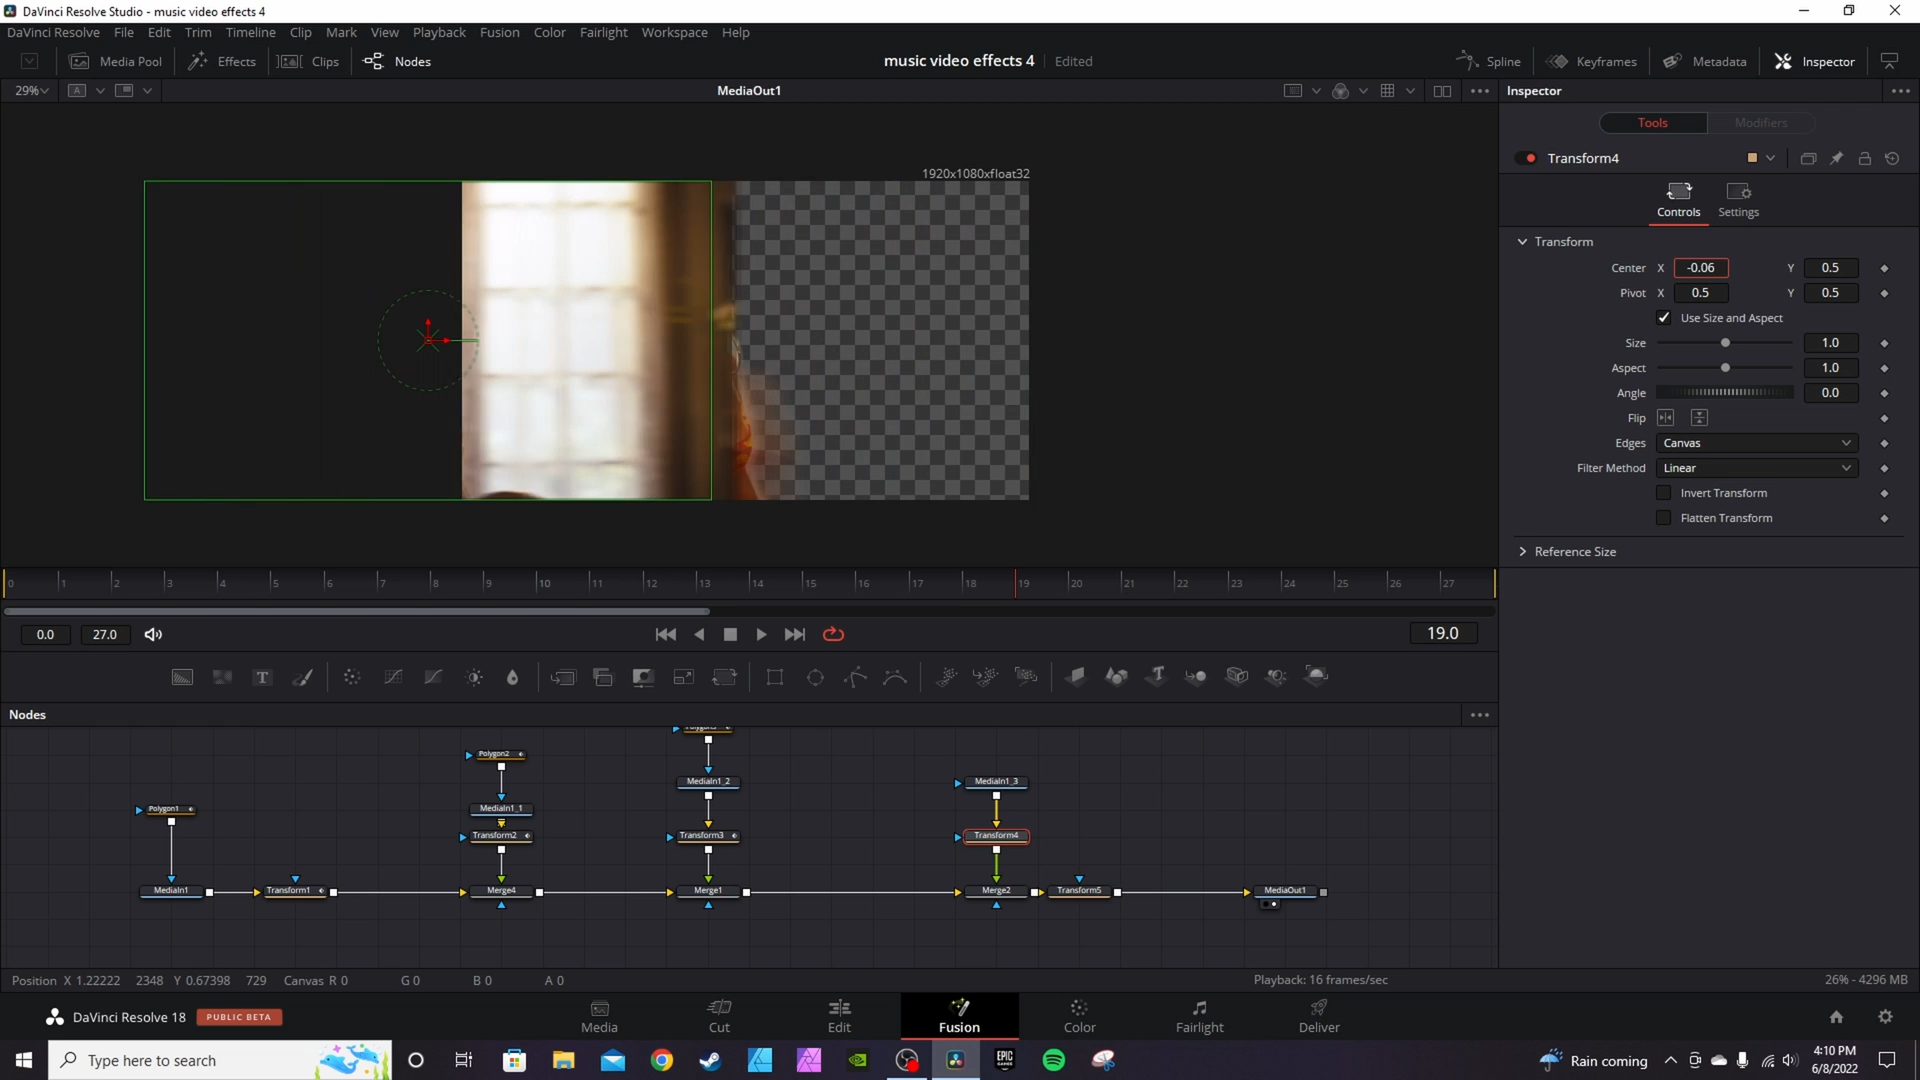 DaVinci Resolve Studio - music video effects 4
DaVinci Resolve File Edit Trim Timeline Clip Mark View Playback Fusion Color Fairlight Workspace Help
Media Pool Effects Clips Nodes music video effects 4 Edited Spline Keyframes Metadata Inspector
29% A MediaOut1 Inspector
Tools Modifiers
1920x1080xfloat32
Transform4
Controls Settings
Transform
Center X -0.06 Y 0.5
Pivot X 0.5 Y 0.5
Use Size and Aspect
Size 1.0
Aspect 1.0
Angle 0.0
Flip
Edges Canvas
Filter Method Linear
Invert Transform
Flatten Transform
Reference Size
0 1 2 3 4 5 6 7 8 9 10 11 12 13 14 15 16 17 18 19 20 21 22 23 24 25 26 27
0.0 27.0 19.0
T T
Nodes
Polygon2
MediaIn1_2 MediaIn1_3
Polygon1 MediaIn1_1
Transform2 Transform3 Transform4
MediaIn1 Transform1 Merge4 Merge1 Merge2 Transform5 MediaOut1
Position X 1.22222 2348 Y 0.67398 729 Canvas R 0 G 0 B 0 A 0 Playback: 16 frames/sec 26% - 4296 MB
DaVinci Resolve 18 PUBLIC BETA Media Cut Edit Fusion Color Fairlight Deliver
Type here to search EPIC GAMES Rain coming 4:10 PM
6/8/2022